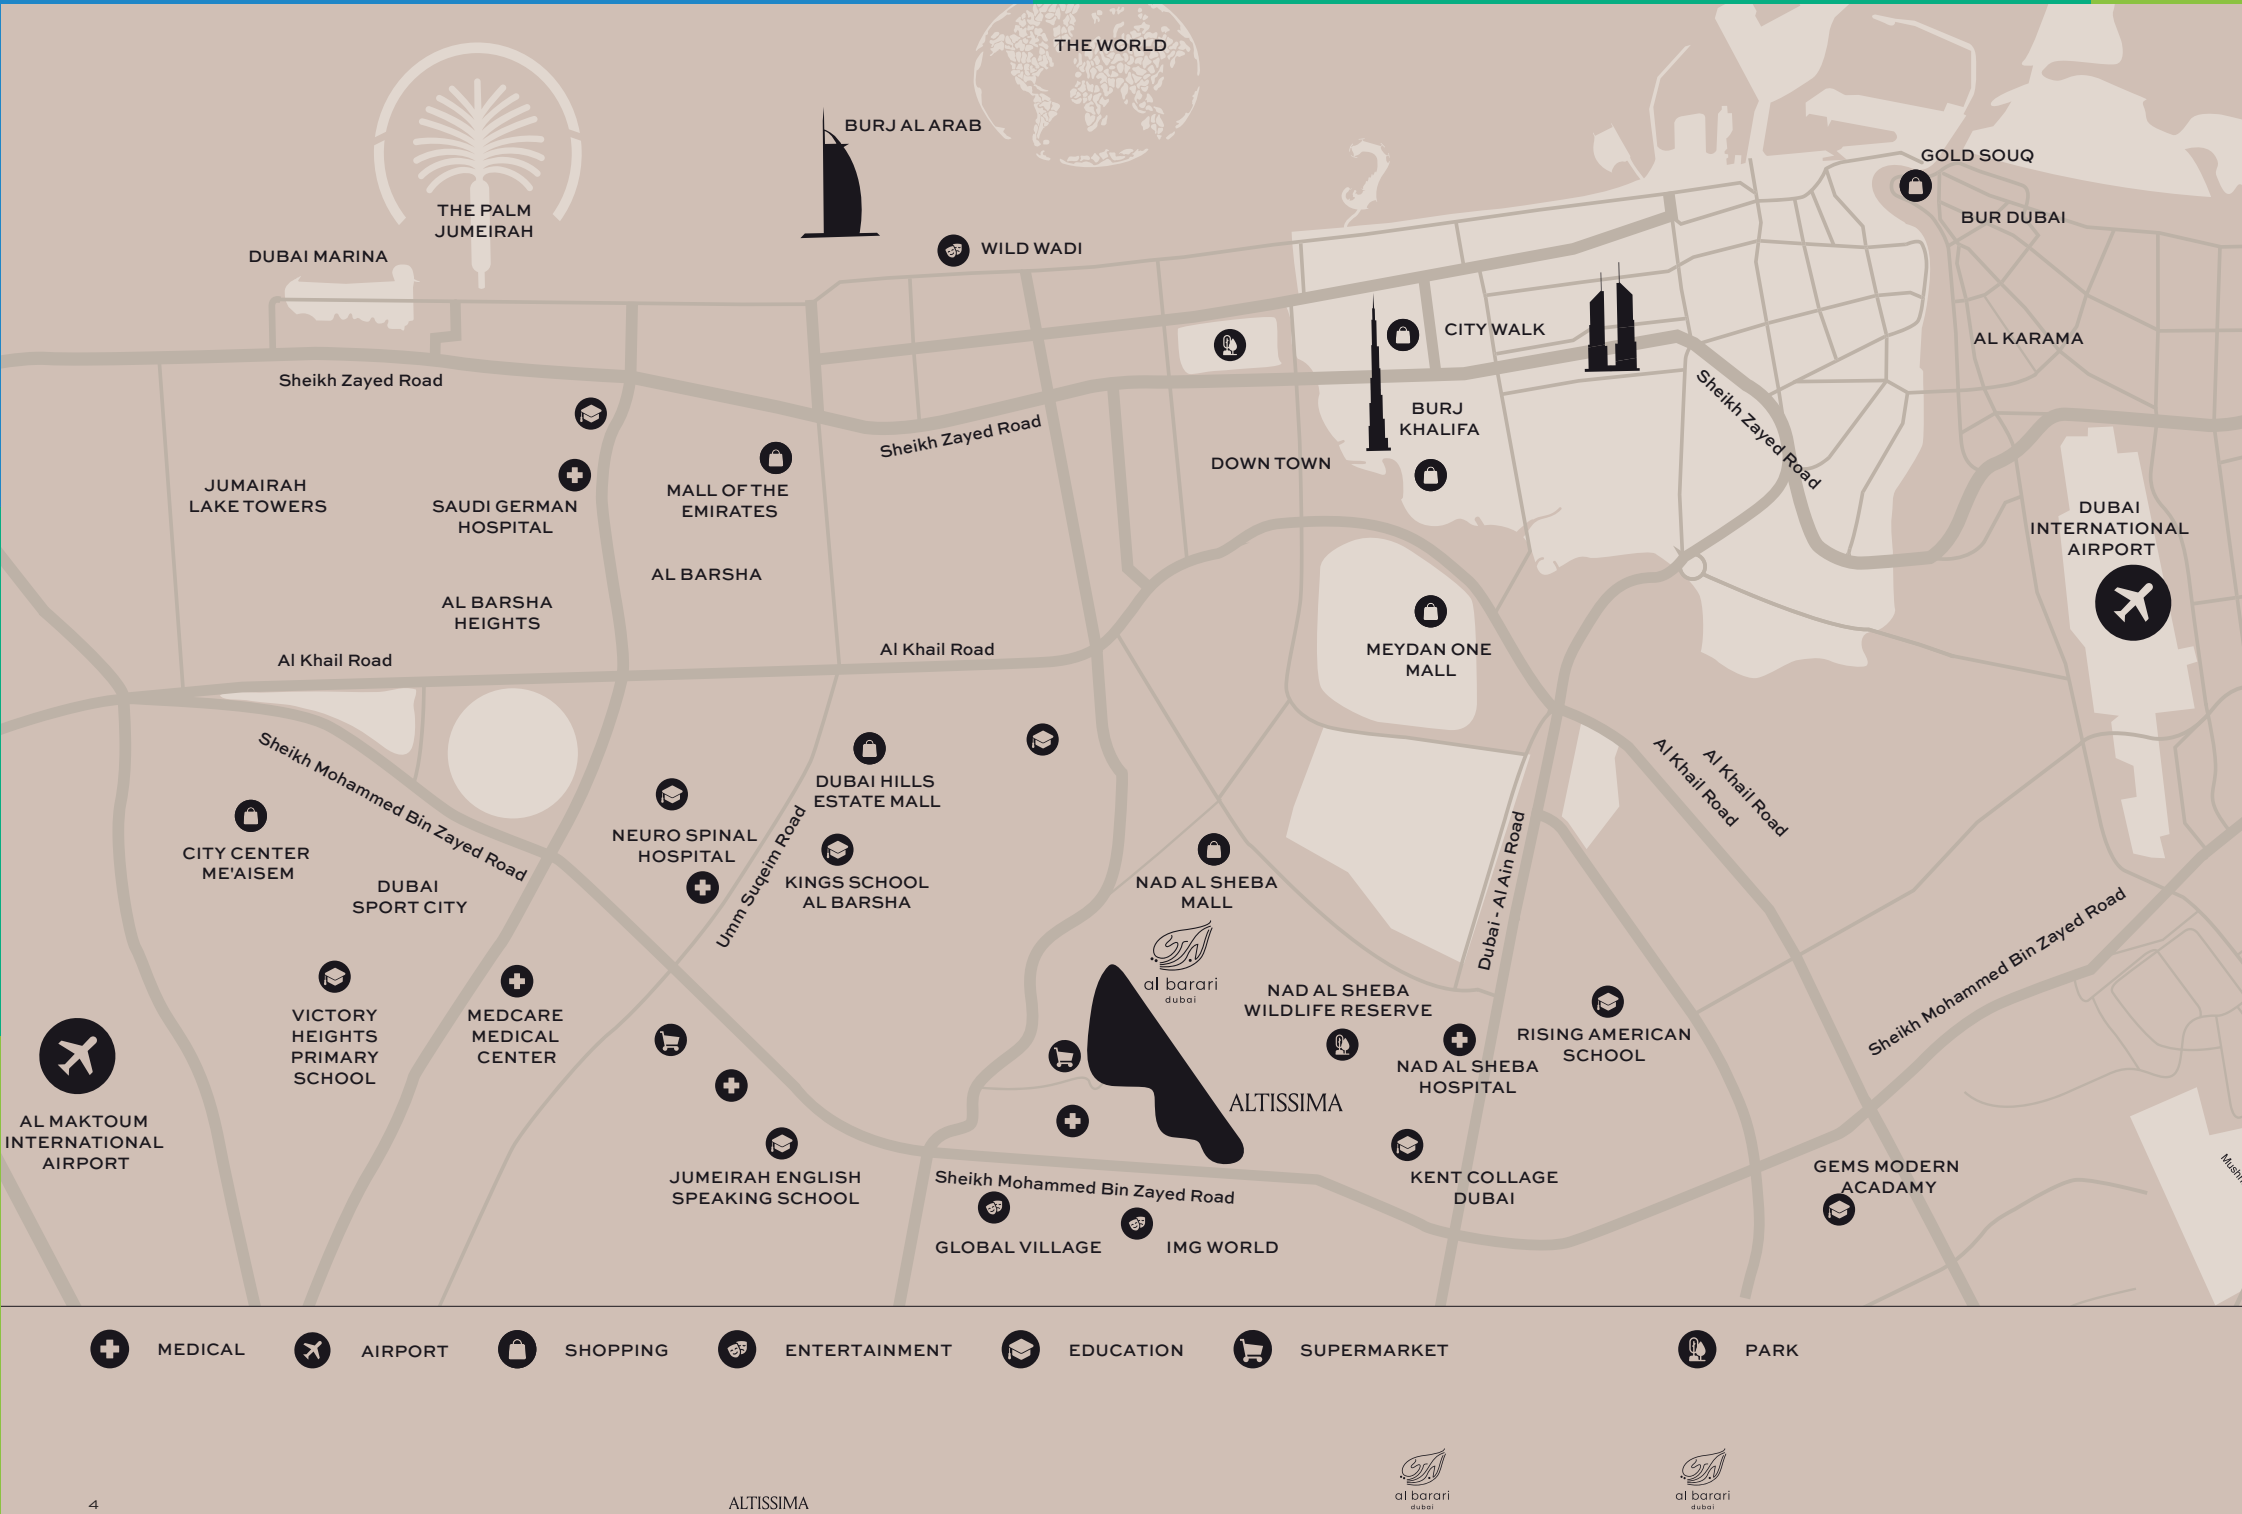 THE WORLD
BURJ AL ARAB
GOLD SOUQ
THE PALM
JUMEIRAH
BUR DUBAI
DUBAI MARINA
WILD WADI
CITY WALK
AL KARAMA
Sheikh Zayed Road
Sheikh Zayed Road
Sheikh Zayed Road
BURJ
KHALIFA
DOWN TOWN
JUMAIRAH
LAKE TOWERS
SAUDI GERMAN
HOSPITAL
MALL OF THE
EMIRATES
DUBAI
INTERNATIONAL
AIRPORT
AL BARSHA
AL BARSHA
HEIGHTS
Al Khail Road
Al Khail Road
MEYDAN ONE
MALL
Sheikh Mohammed Bin Zayed Road
DUBAI HILLS
ESTATE MALL
Al Khail Road
Al Khail Road
CITY CENTER
ME'AISEM
DUBAI
SPORT CITY
NEURO SPINAL
HOSPITAL
Umm Suqeim Road
KINGS SCHOOL
AL BARSHA
NAD AL SHEBA
MALL
Dubai - Al Ain Road
al barari
dubai
Sheikh Mohammed Bin Zayed Road
VICTORY
HEIGHTS
PRIMARY
SCHOOL
MEDCARE
MEDICAL
CENTER
NAD AL SHEBA
WILDLIFE RESERVE
NAD AL SHEBA
HOSPITAL
RISING AMERICAN
SCHOOL
ALTISSIMA
AL MAKTOUM
INTERNATIONAL
AIRPORT
JUMEIRAH ENGLISH
SPEAKING SCHOOL
Sheikh Mohammed Bin Zayed Road
KENT COLLAGE
DUBAI
GEMS MODERN
ACADAMY
GLOBAL VILLAGE
IMG WORLD
MEDICAL
AIRPORT
SHOPPING
ENTERTAINMENT
EDUCATION
SUPERMARKET
PARK
4
ALTISSIMA
al barari
dubai
al barari
dubai